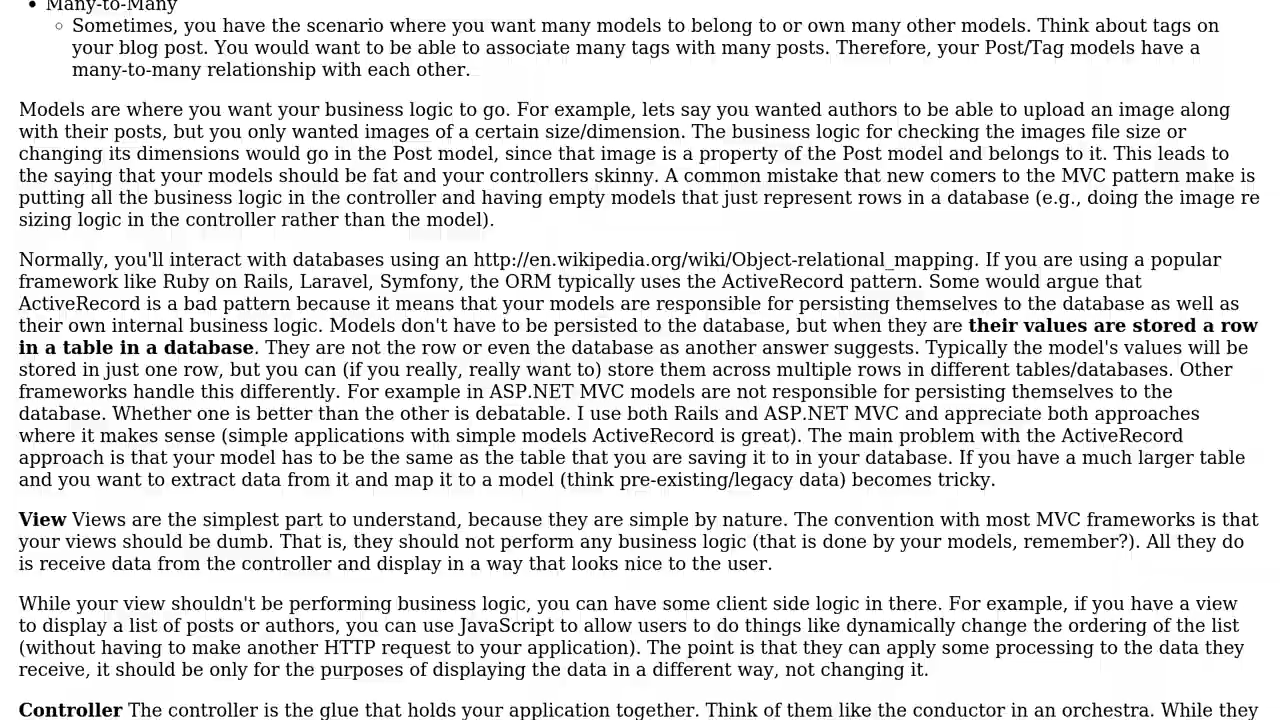 • Many-to-Many
◦ Sometimes, you have the scenario where you want many models to belong to or own many other models. Think about tags on
your blog post. You would want to be able to associate many tags with many posts. Therefore, your Post/Tag models have a
many-to-many relationship with each other.
Models are where you want your business logic to go. For example, lets say you wanted authors to be able to upload an image along
with their posts, but you only wanted images of a certain size/dimension. The business logic for checking the images file size or
changing its dimensions would go in the Post model, since that image is a property of the Post model and belongs to it. This leads to
the saying that your models should be fat and your controllers skinny. A common mistake that new comers to the MVC pattern make is
putting all the business logic in the controller and having empty models that just represent rows in a database (e.g., doing the image re
sizing logic in the controller rather than the model).
Normally, you'll interact with databases using an http://en.wikipedia.org/wiki/Object-relational_mapping. If you are using a popular
framework like Ruby on Rails, Laravel, Symfony, the ORM typically uses the ActiveRecord pattern. Some would argue that
ActiveRecord is a bad pattern because it means that your models are responsible for persisting themselves to the database as well as
their own internal business logic. Models don't have to be persisted to the database, but when they are their values are stored a row
in a table in a database. They are not the row or even the database as another answer suggests. Typically the model's values will be
stored in just one row, but you can (if you really, really want to) store them across multiple rows in different tables/databases. Other
frameworks handle this differently. For example in ASP.NET MVC models are not responsible for persisting themselves to the
database. Whether one is better than the other is debatable. I use both Rails and ASP.NET MVC and appreciate both approaches
where it makes sense (simple applications with simple models ActiveRecord is great). The main problem with the ActiveRecord
approach is that your model has to be the same as the table that you are saving it to in your database. If you have a much larger table
and you want to extract data from it and map it to a model (think pre-existing/legacy data) becomes tricky.
View Views are the simplest part to understand, because they are simple by nature. The convention with most MVC frameworks is that
your views should be dumb. That is, they should not perform any business logic (that is done by your models, remember?). All they do
is receive data from the controller and display in a way that looks nice to the user.
While your view shouldn't be performing business logic, you can have some client side logic in there. For example, if you have a view
to display a list of posts or authors, you can use JavaScript to allow users to do things like dynamically change the ordering of the list
(without having to make another HTTP request to your application). The point is that they can apply some processing to the data they
receive, it should be only for the purposes of displaying the data in a different way, not changing it.
Controller The controller is the glue that holds your application together. Think of them like the conductor in an orchestra. While they